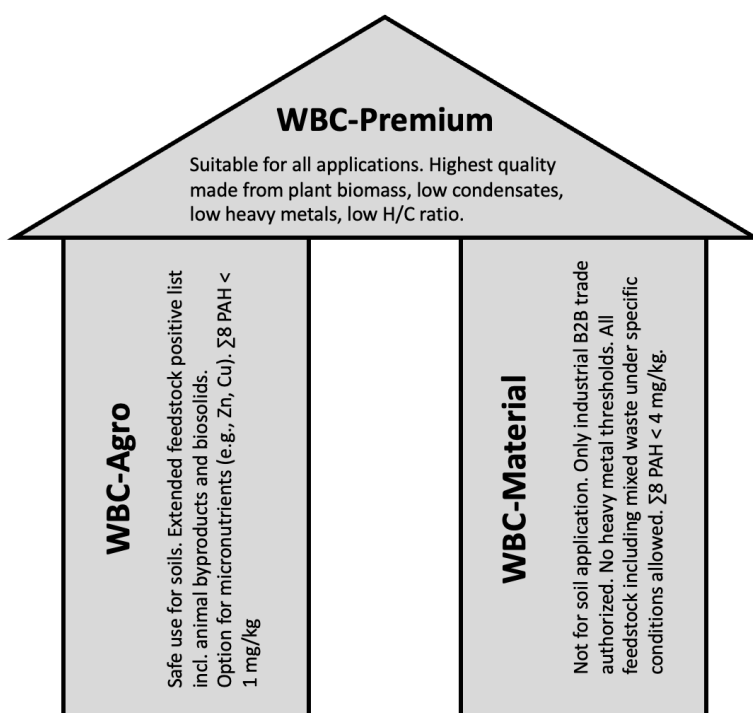 WBC-Premium
Suitable for all applications. Highest quality
made from plant biomass, low condensates,
low heavy metals, low H/C ratio.
WBC-Agro
Safe use for soils. Extended feedstock positive list
incl. animal byproducts and biosolids.
Option for micronutrients (e.g., Zn, Cu). ∑8 PAH <
1 mg/kg
WBC-Material
Not for soil application. Only industrial B2B trade
authorized. No heavy metal thresholds. All
feedstock including mixed waste under specific
conditions allowed. ∑8 PAH < 4 mg/kg.